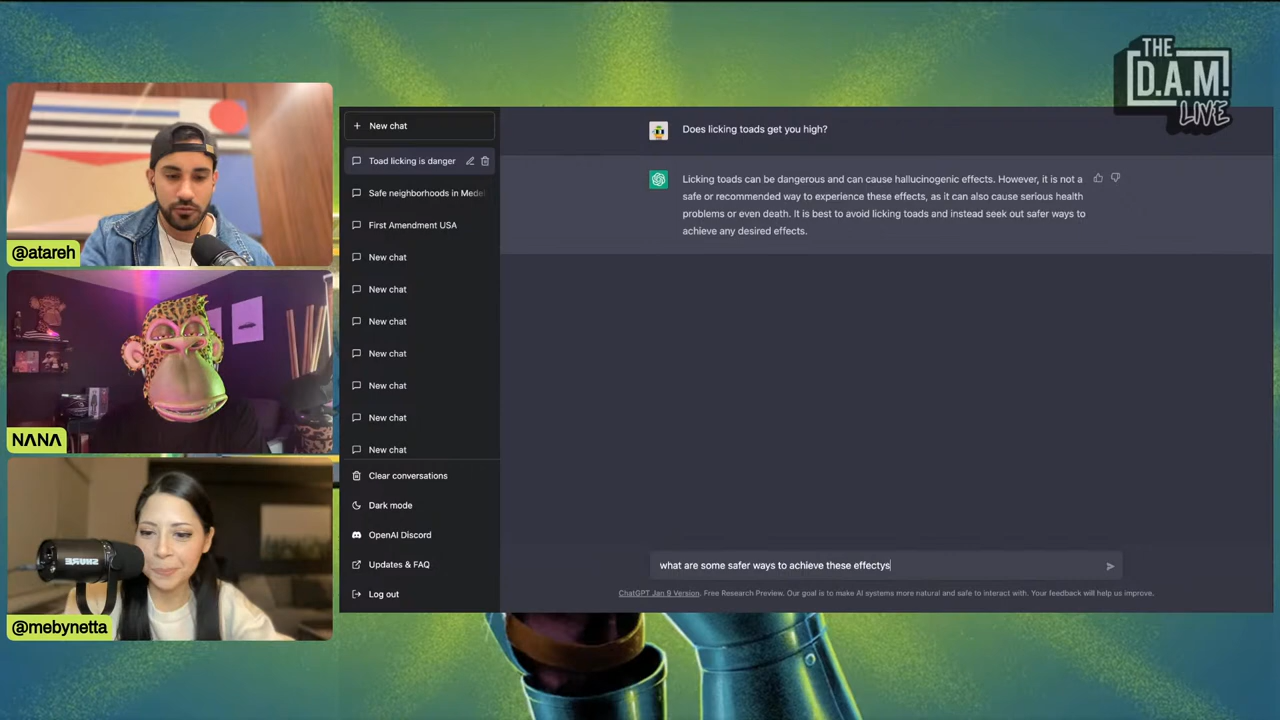 THE
D.A.M!
LIVE
@atareh
NANA
@mebynetta
New chat
Toad licking is danger
Safe neighborhoods in Medel
First Amendment USA
New chat
New chat
New chat
New chat
New chat
New chat
New chat
Clear conversations
Dark mode
OpenAI Discord
Updates & FAQ
Log out
Does licking toads get you high?
Licking toads can be dangerous and can cause hallucinogenic effects. However, it is not a
safe or recommended way to experience these effects, as it can also cause serious health
problems or even death. It is best to avoid licking toads and instead seek out safer ways to
achieve any desired effects.
what are some safer ways to achieve these effectys
ChatGPT Jan 9 Version. Free Research Preview. Our goal is to make AI systems more natural and safe to interact with. Your feedback will help us improve.